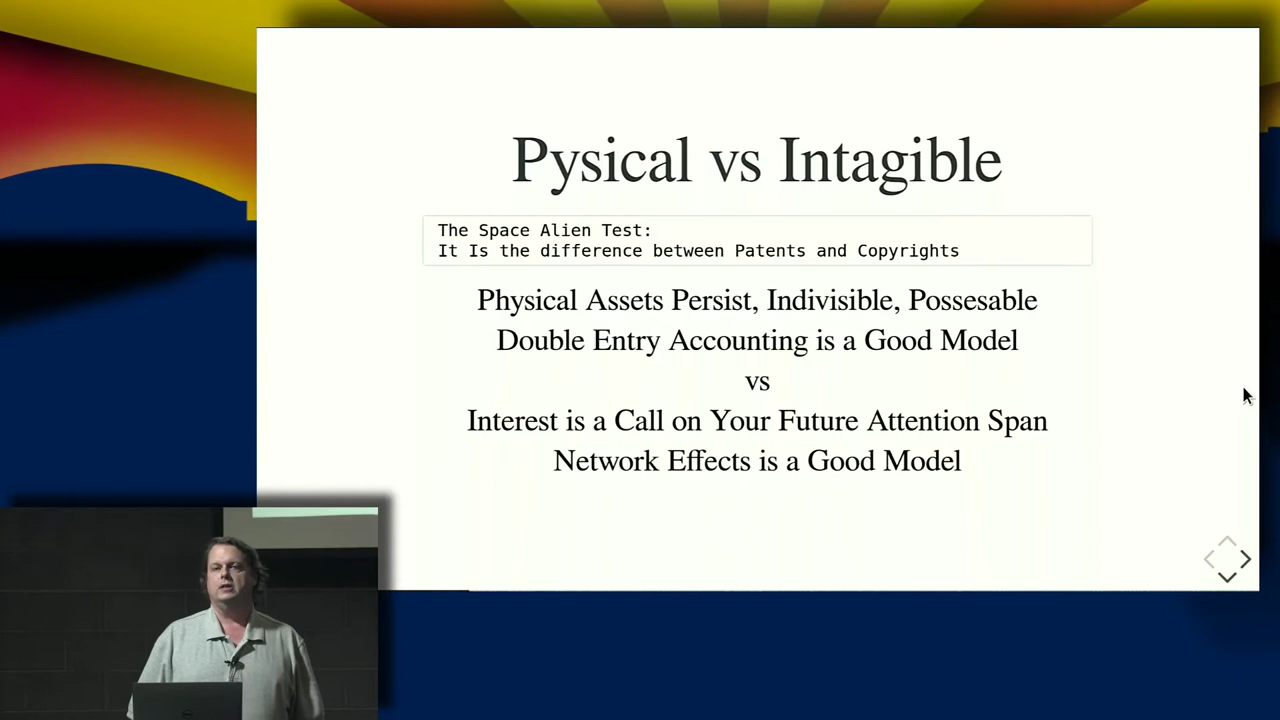 Pysical vs Intagible
The Space Alien Test:
It Is the difference between Patents and Copyrights
Physical Assets Persist, Indivisible, Possesable
Double Entry Accounting is a Good Model
vs
Interest is a Call on Your Future Attention Span
Network Effects is a Good Model